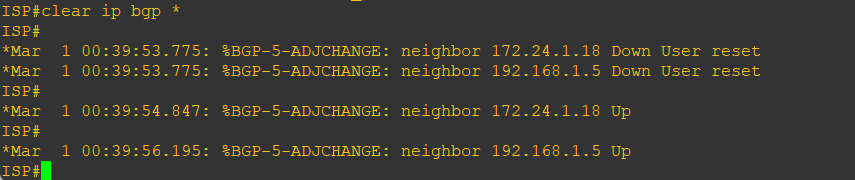 ISP#clear ip bgp *
ISP#
*Mar  1 00:39:53.775: %BGP-5-ADJCHANGE: neighbor 172.24.1.18 Down User reset
*Mar  1 00:39:53.775: %BGP-5-ADJCHANGE: neighbor 192.168.1.5 Down User reset
ISP#
*Mar  1 00:39:54.847: %BGP-5-ADJCHANGE: neighbor 172.24.1.18 Up
ISP#
*Mar  1 00:39:56.195: %BGP-5-ADJCHANGE: neighbor 192.168.1.5 Up
ISP#